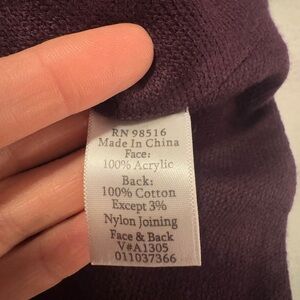 RN 98516
Made In China
Face:
100% Acrylic
Back:
100% Cotton
Except 3%
Nylon Joining
Face & Back
V#A1305
011037366